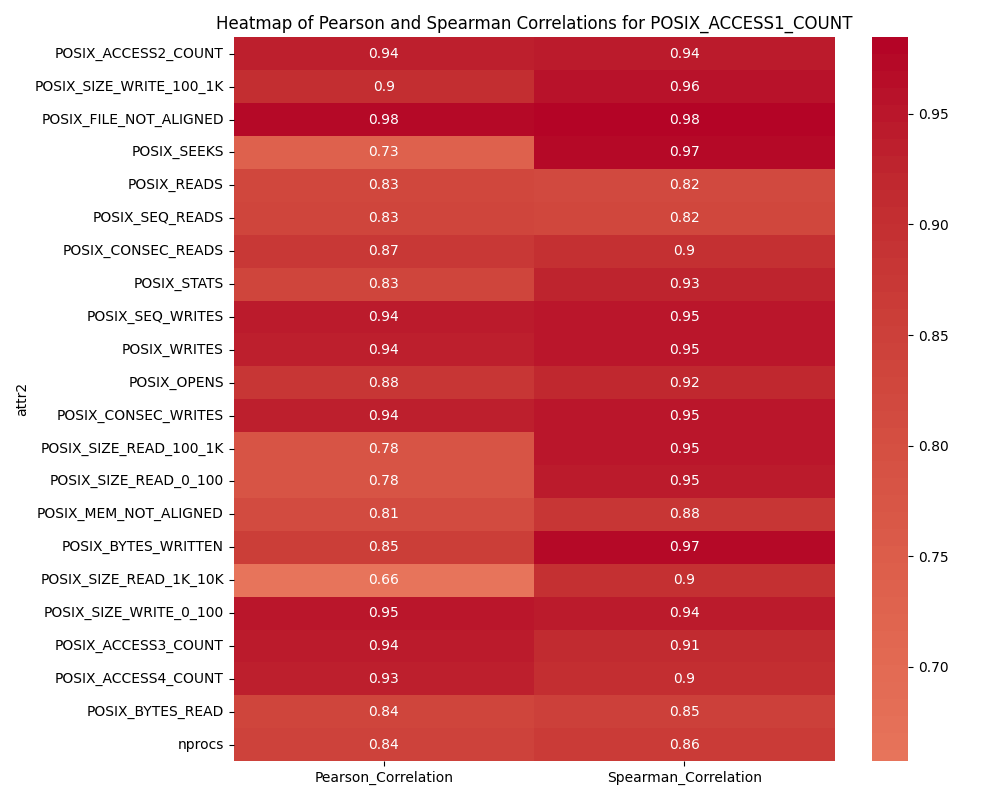 Heatmap of Pearson and Spearman Correlations for POSIX_ACCESS1_COUNT
attr2
POSIX_ACCESS2_COUNT 0.94 0.94
POSIX_SIZE_WRITE_100_1K 0.9 0.96
POSIX_FILE_NOT_ALIGNED 0.98 0.98
POSIX_SEEKS 0.73 0.97
POSIX_READS 0.83 0.82
POSIX_SEQ_READS 0.83 0.82
POSIX_CONSEC_READS 0.87 0.9
POSIX_STATS 0.83 0.93
POSIX_SEQ_WRITES 0.94 0.95
POSIX_WRITES 0.94 0.95
POSIX_OPENS 0.88 0.92
POSIX_CONSEC_WRITES 0.94 0.95
POSIX_SIZE_READ_100_1K 0.78 0.95
POSIX_SIZE_READ_0_100 0.78 0.95
POSIX_MEM_NOT_ALIGNED 0.81 0.88
POSIX_BYTES_WRITTEN 0.85 0.97
POSIX_SIZE_READ_1K_10K 0.66 0.9
POSIX_SIZE_WRITE_0_100 0.95 0.94
POSIX_ACCESS3_COUNT 0.94 0.91
POSIX_ACCESS4_COUNT 0.93 0.9
POSIX_BYTES_READ 0.84 0.85
nprocs 0.84 0.86
Pearson_Correlation Spearman_Correlation
0.95
0.90
0.85
0.80
0.75
0.70